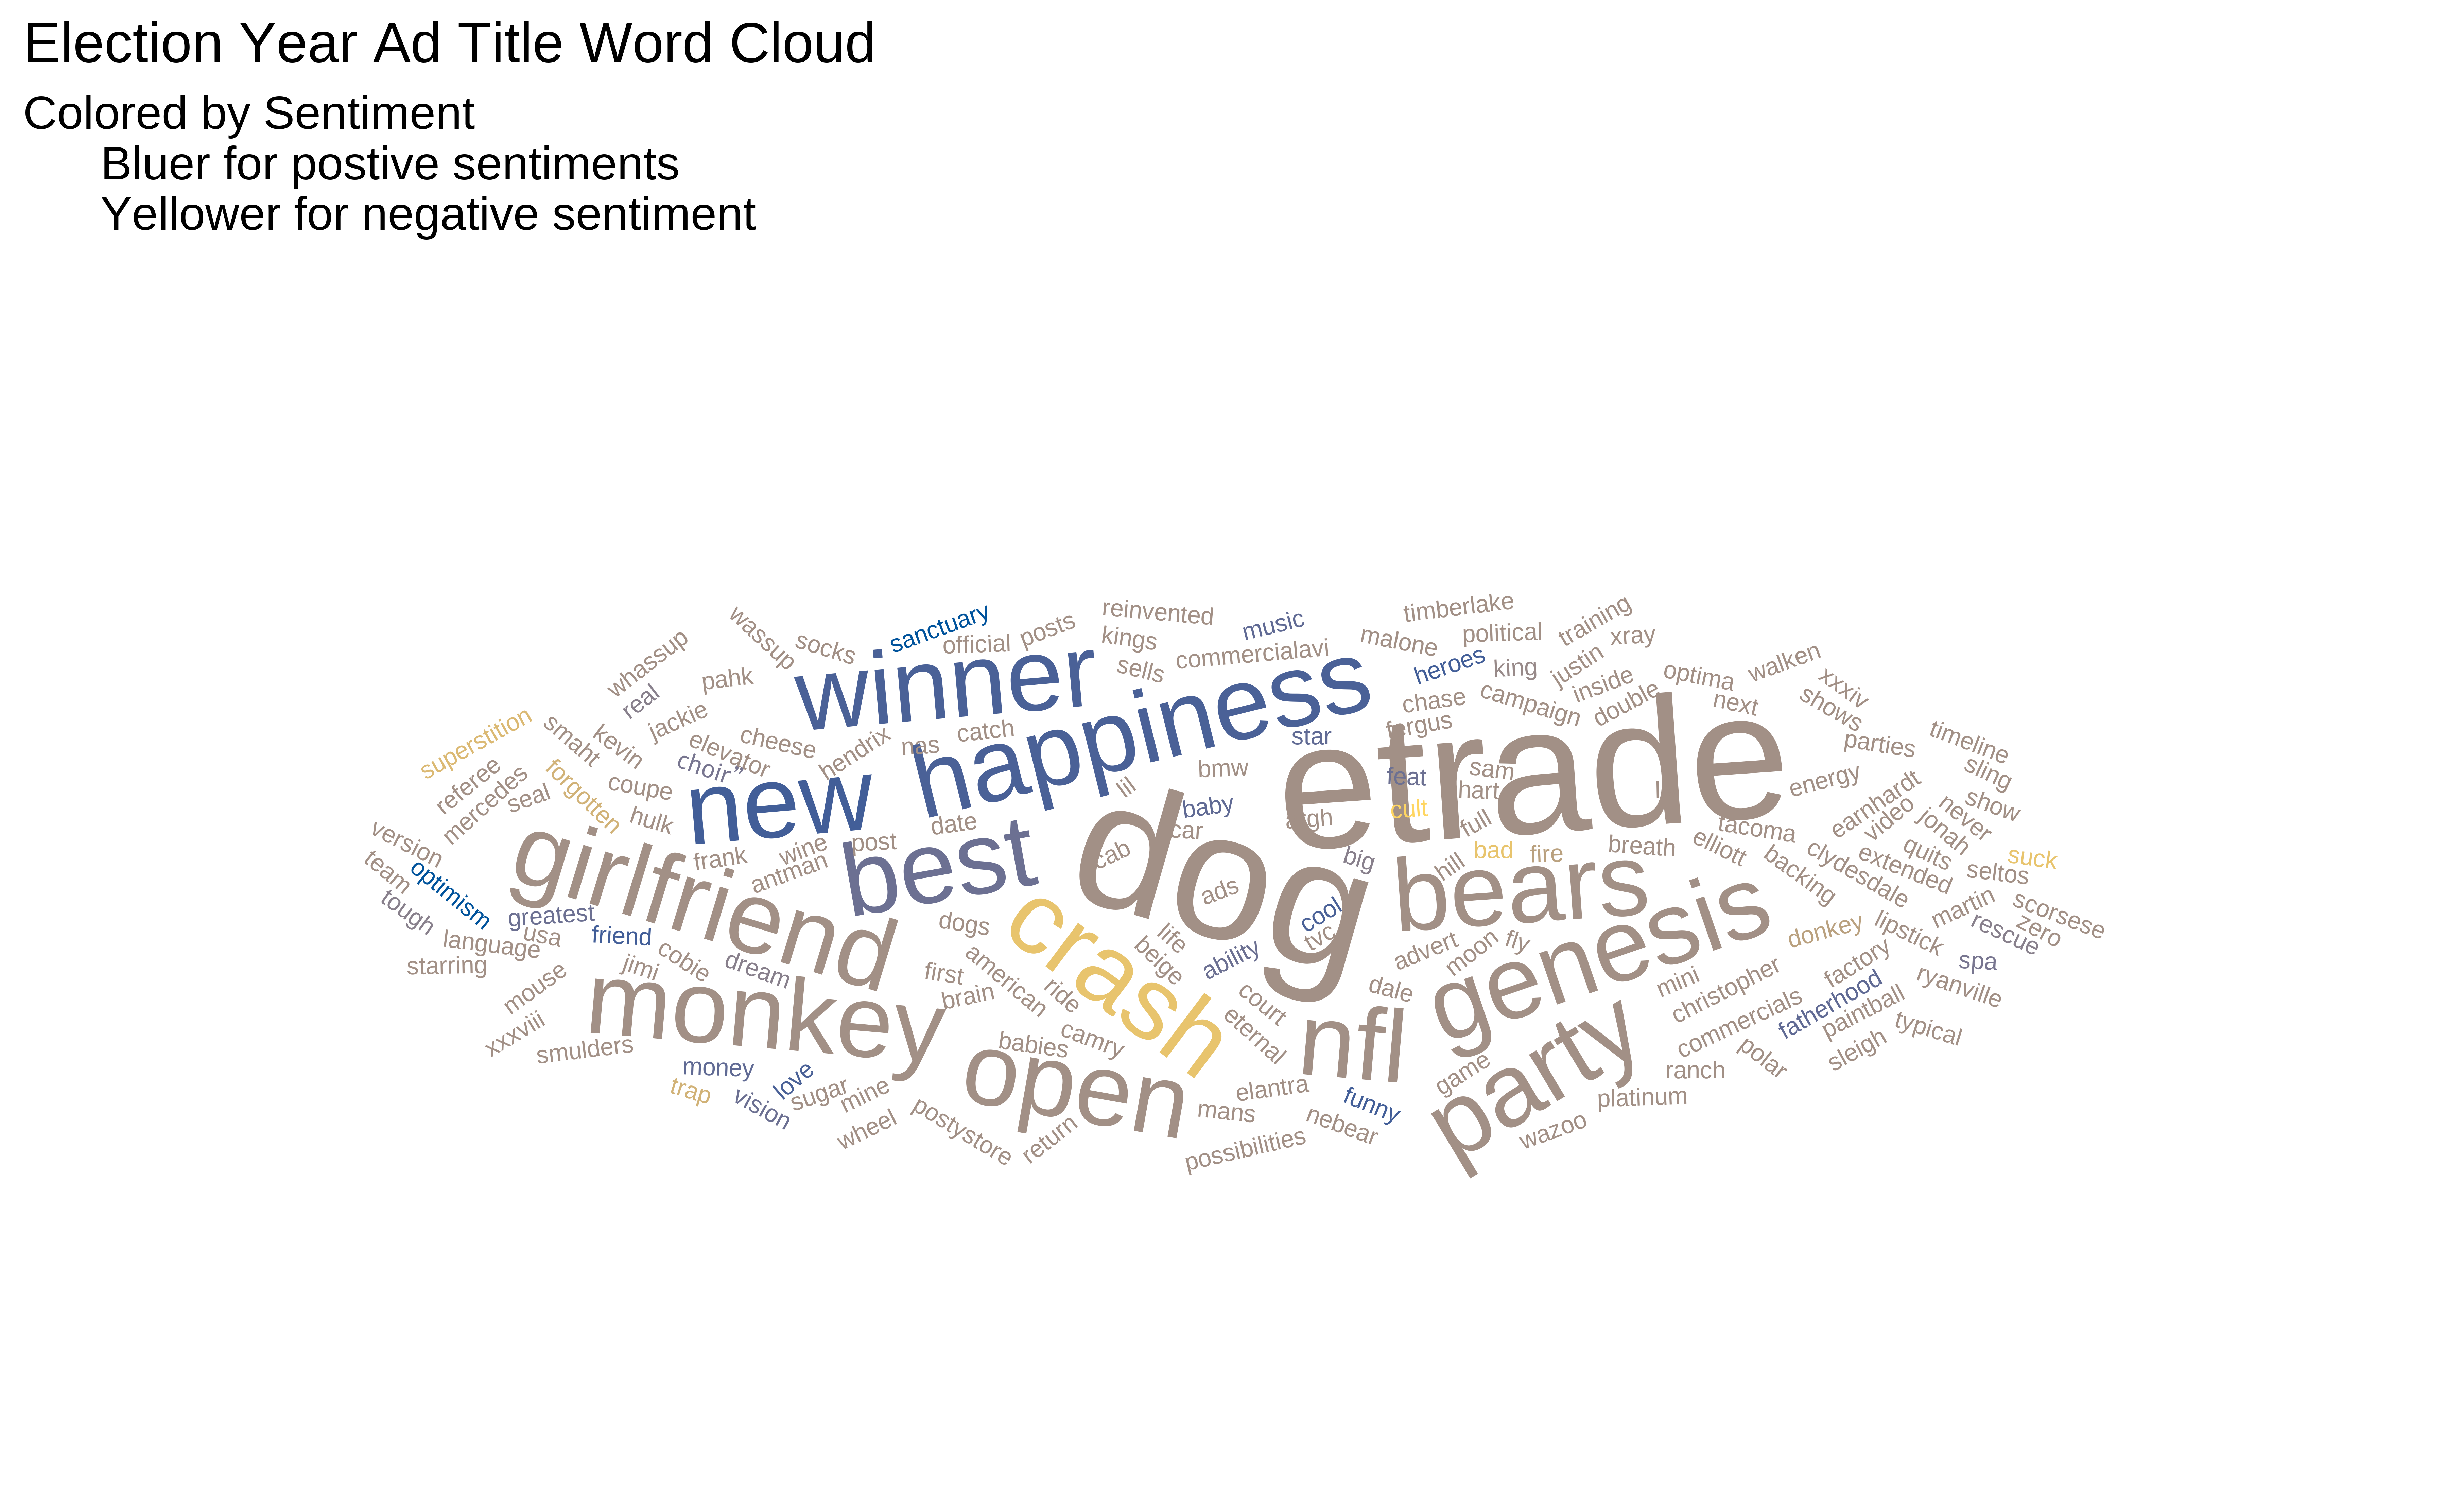 Election Year Ad Title Word Cloud
Colored by Sentiment
Bluer for postive sentiments
Yellower for negative sentiment
wassup
socks
sanctuary
official
posts
reinvented
kings
sells
music
commercialavi
timberlake
malone
political
training
xray
whassup
real
pahk
winner
happiness
heroes
king
justin
inside
double
optima
walken
xxxiv
shows
next
superstition
smaht
kevin
jackie
elevator
cheese
choir”
hendrix
nas
catch
star
chase
fergus
campaign
etrade
parties
timeline
sling
referee
mercedes
seal
forgotten
coupe
hulk
new
lil
bmw
baby
feat
sam
hart
l
energy
earnhardt
video
show
never
jonah
version
team
optimism
tough
girlfriend
frank
wine
antman
post
date
best
cab
car
dog
argh
cult
full
big
hill
bad
fire
breath
tacoma
elliott
backing
clydesdale
quits
extended
seltos
suck
greatest
usa
language
starring
friend
jimi
cobie
dream
dogs
crash
ads
cool
tvc
life
beige
ability
bears
advert
moon
fly
genesis
donkey
lipstick
martin
rescue
zero
scorsese
spa
mouse
xxxviii
smulders
monkey
first
brain
american
ride
babies
camry
court
eternal
dale
nfl
mini
christopher
commercials
factory
fatherhood
paintball
ryanville
typical
sleigh
polar
ranch
money
trap
vision
love
sugar
mine
wheel
open
postystore
return
elantra
mans
possibilities
nebear
funny
game
party
platinum
wazoo